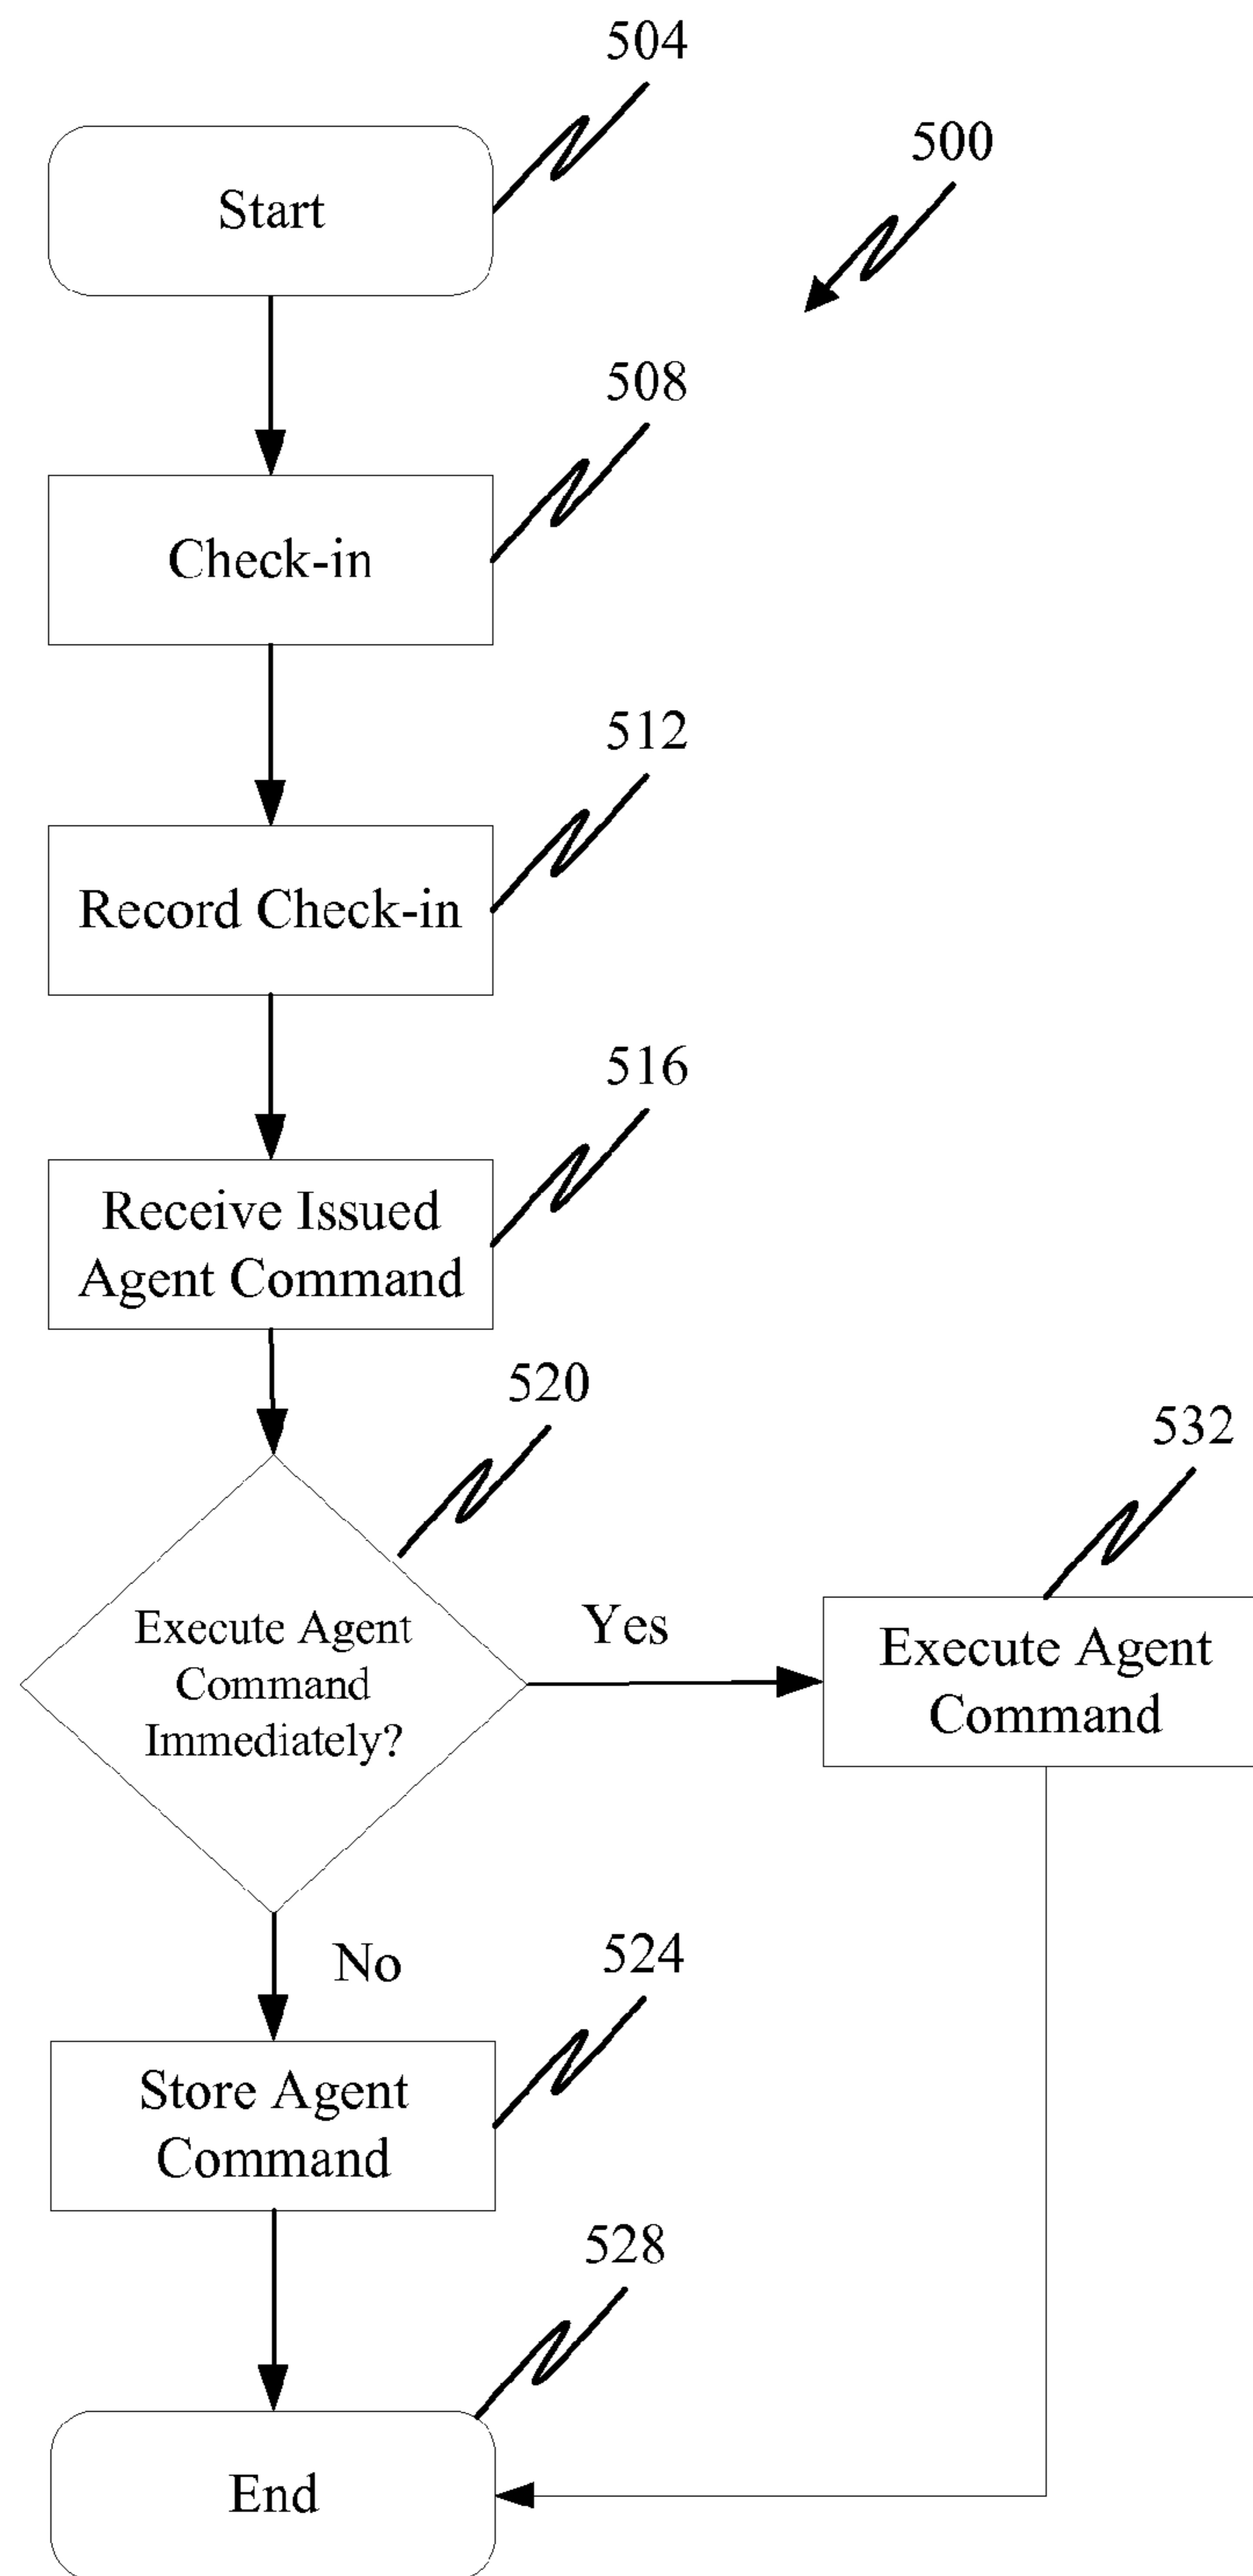 504
Start
500
508
Check-in
512
Record Check-in
516
Receive Issued
Agent Command
520
532
Execute Agent
Command
Immediately?
Yes
Execute Agent
Command
No
524
Store Agent
Command
528
End